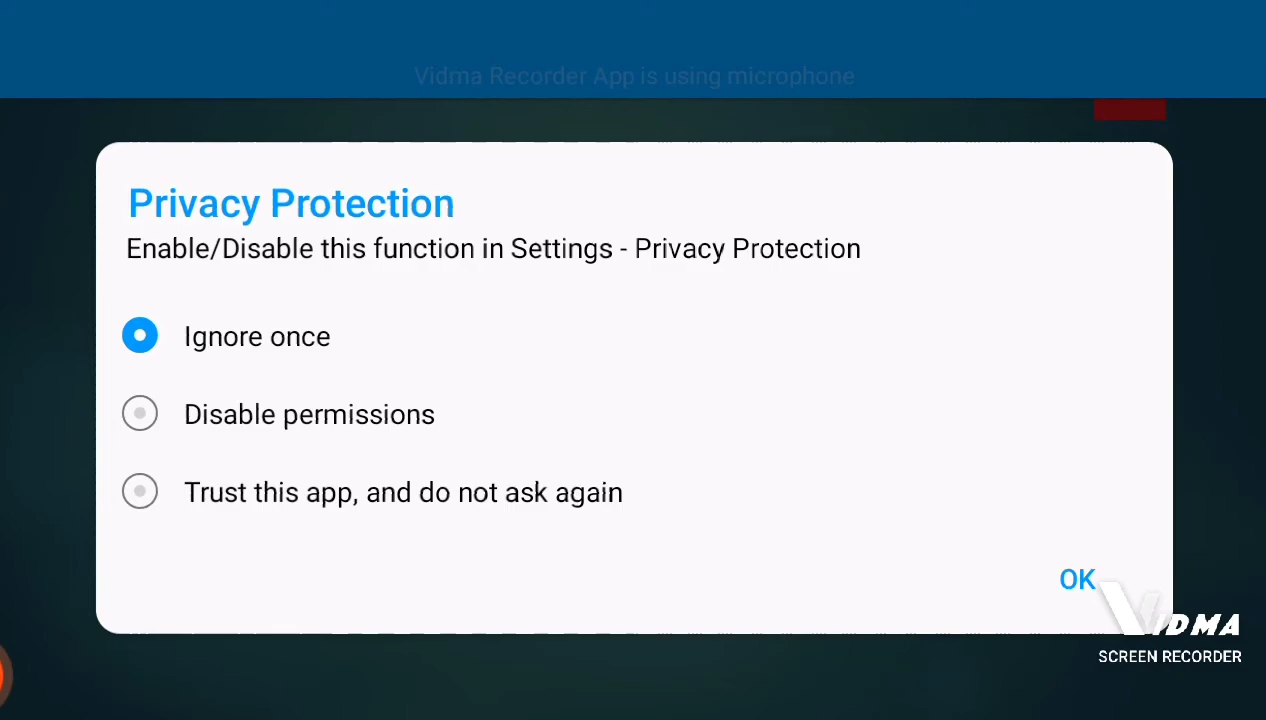 Vidma Recorder App is using microphone
Privacy Protection
Enable/Disable this function in Settings - Privacy Protection
Ignore once
Disable permissions
Trust this app, and do not ask again
OK
VIDMA
SCREEN RECORDER